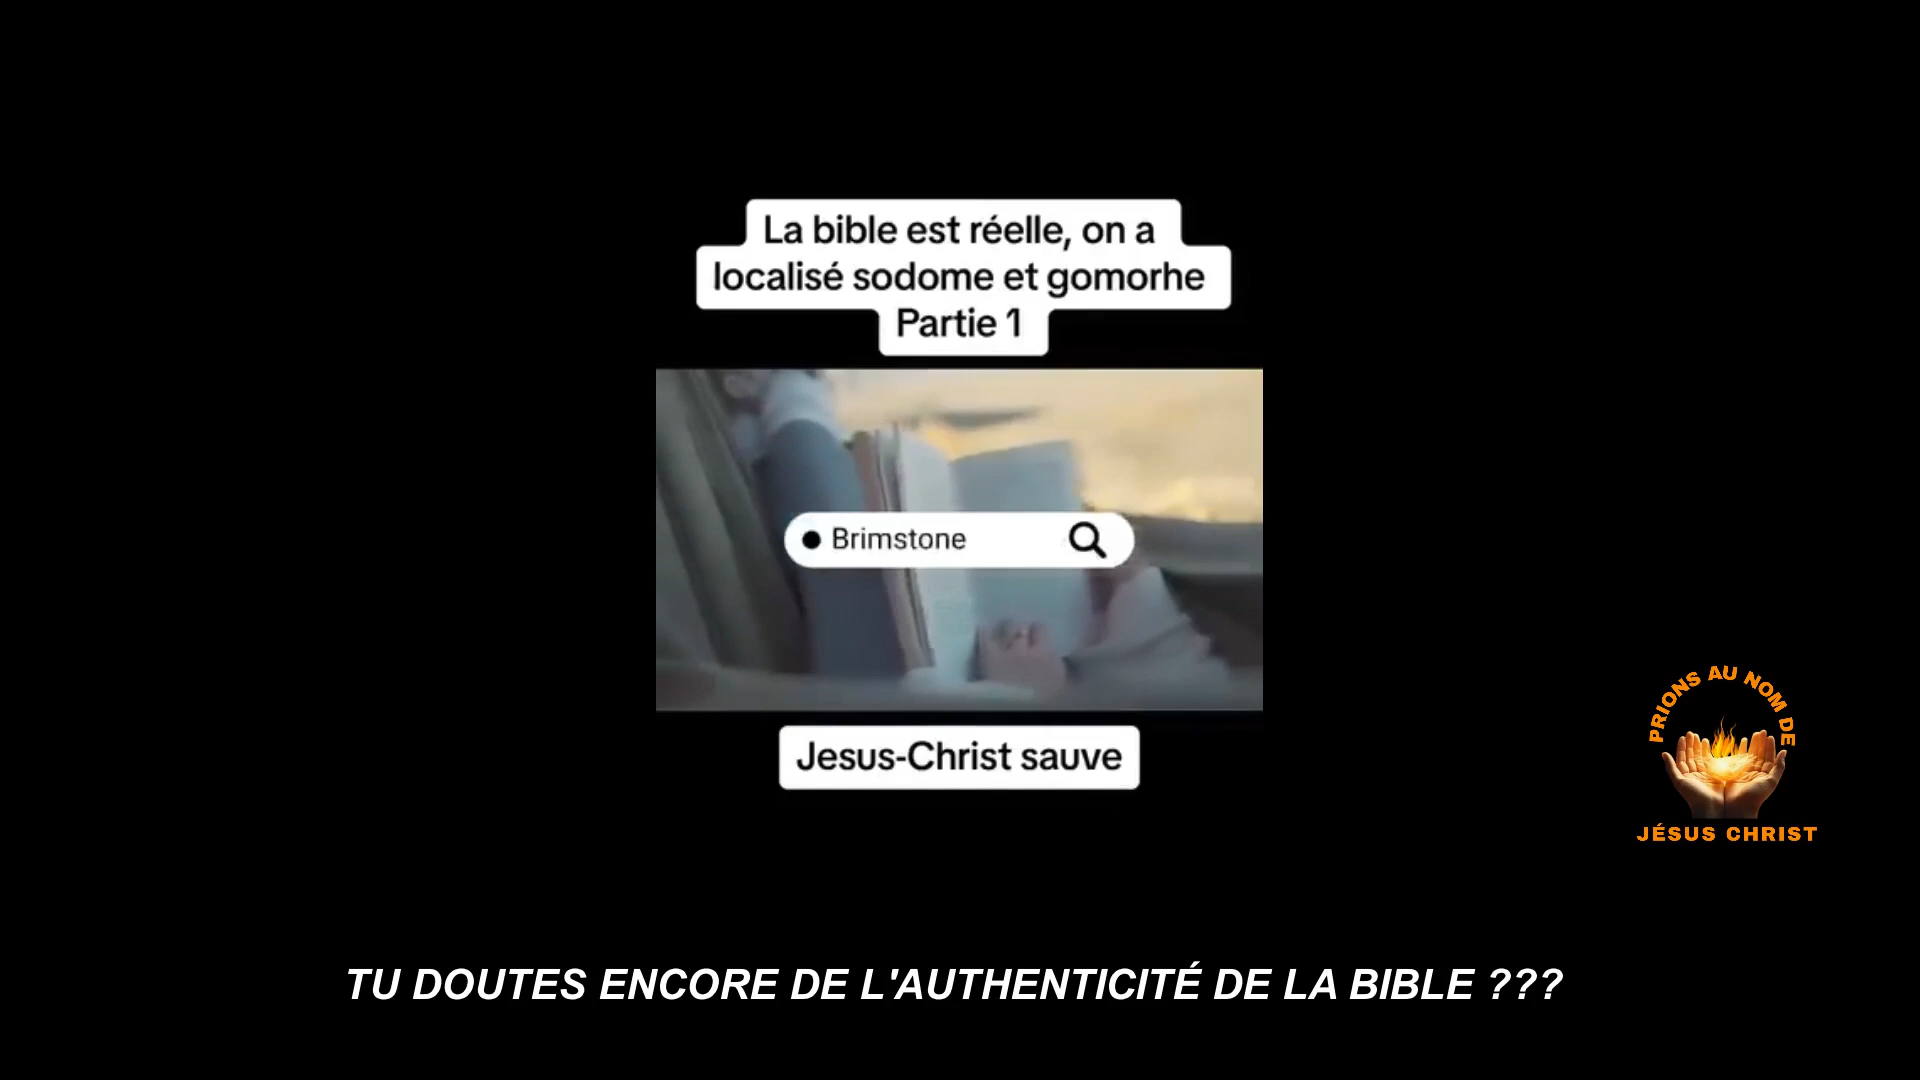 La bible est réelle, on a
localisé sodome et gomorhe
Partie 1
Brimstone
Jesus-Christ sauve
PRIONS AU NOM DE
JÉSUS CHRIST
TU DOUTES ENCORE DE L'AUTHENTICITÉ DE LA BIBLE ???